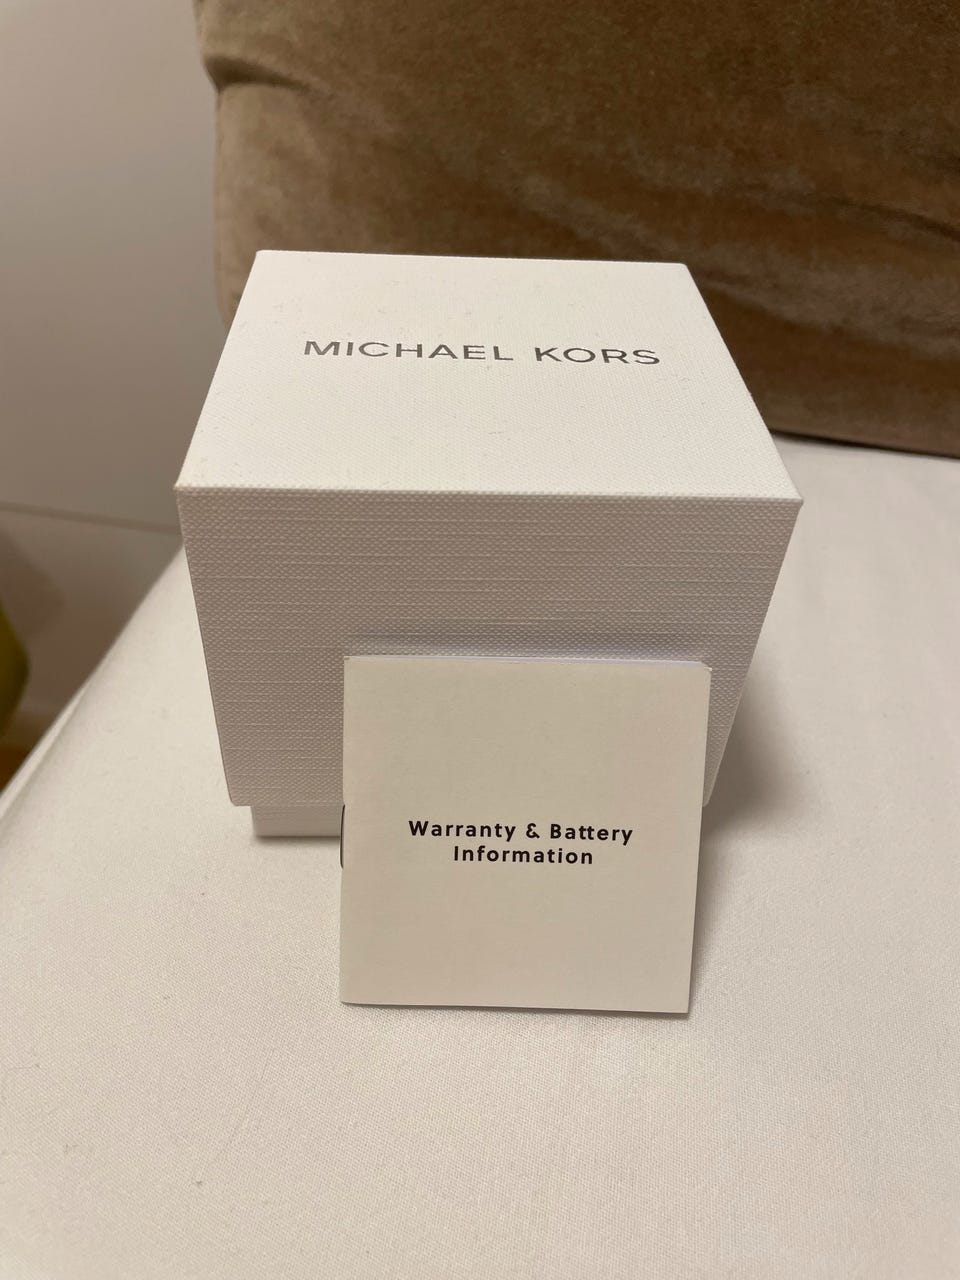 MICHAEL KORS
Warranty & Battery
Information